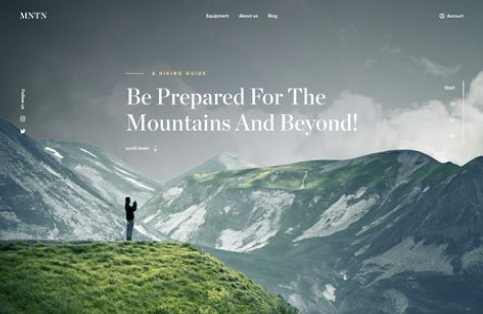 MNTN
Equipment About us Blog
Account
A HIKING GUIDE
Be Prepared For The
Mountains And Beyond!
scroll down
Follow us
Start